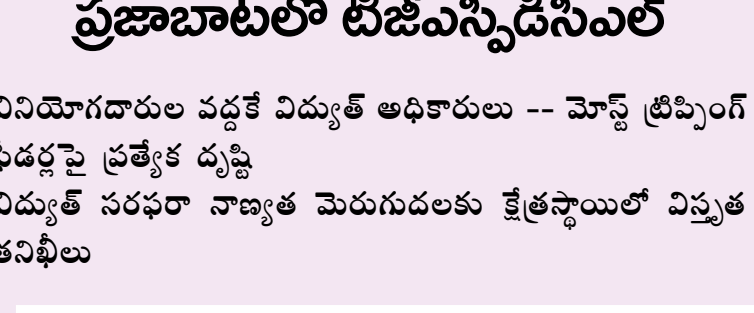 ప్రజాబాటలో టీజీఎస్పీడీసీఎల్
వినియోగదారుల వద్దకే విద్యుత్ అధికారులు -- మోస్ట్ ట్రిప్పింగ్
ఫీడర్లపై ప్రత్యేక దృష్టి
విద్యుత్ సరఫరా నాణ్యత మెరుగుదలకు క్షేత్రస్థాయిలో విస్తృత
తనిఖీలు